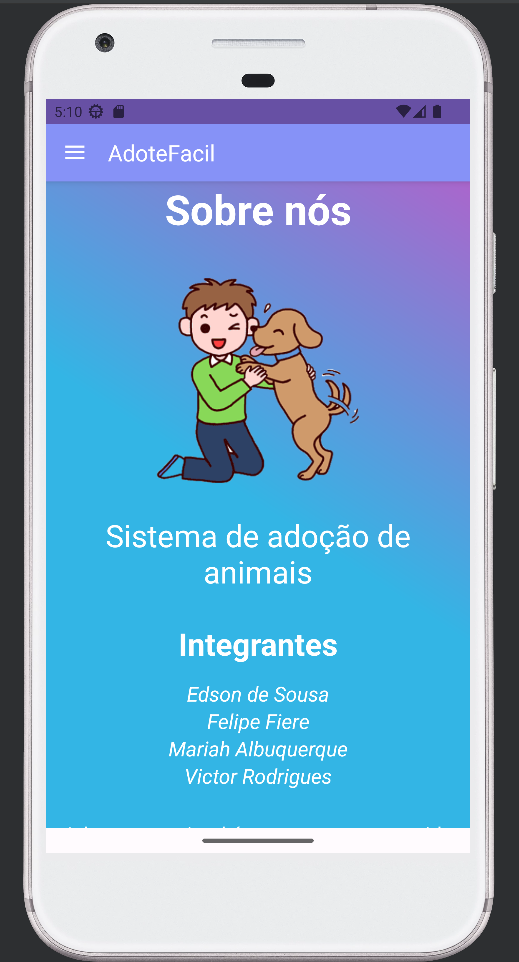 5:10
AdoteFacil
Sobre nós
Sistema de adoção de
animais
Integrantes
Edson de Sousa
Felipe Fiere
Mariah Albuquerque
Victor Rodrigues